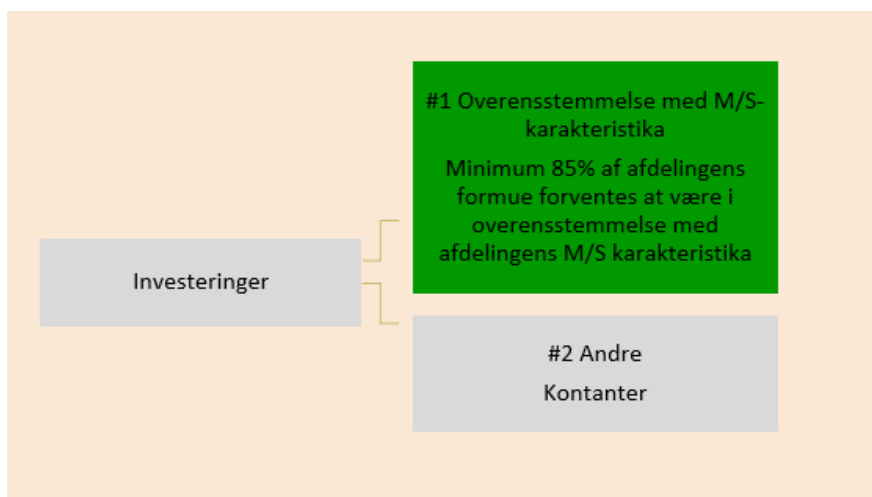 Investeringer
#1 Overensstemmelse med M/S-
karakteristika
Minimum 85% af afdelingens
formue forventes at være i
overensstemmelse med
afdelingens M/S karakteristika
#2 Andre
Kontanter